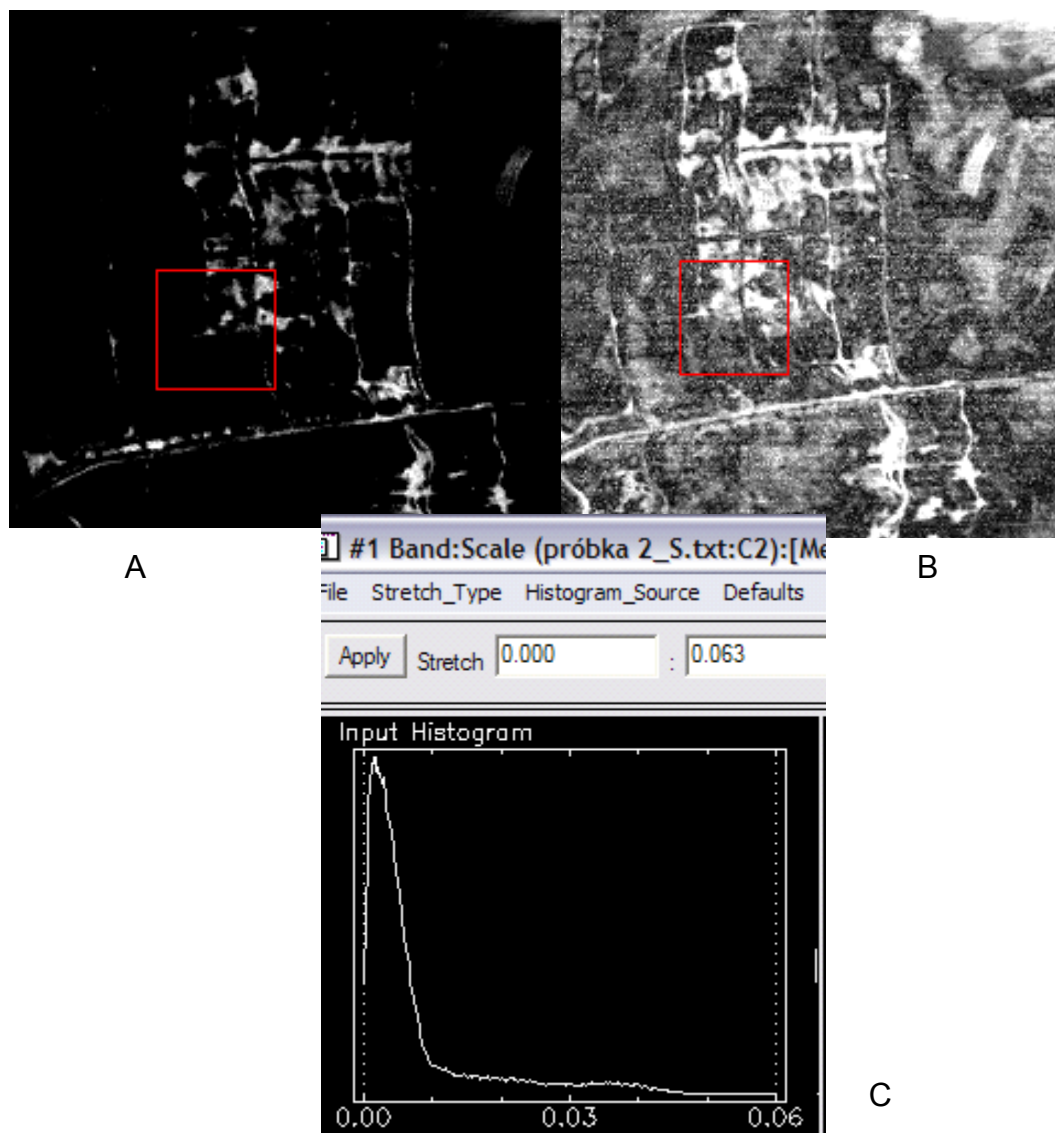 A
B
#1 Band:Scale (próbka 2_S.txt:C2):[Me
File Stretch_Type Histogram_Source Defaults
Apply Stretch 0.000 : 0.063
Input Histogram
0.00 0.03 0.06
C